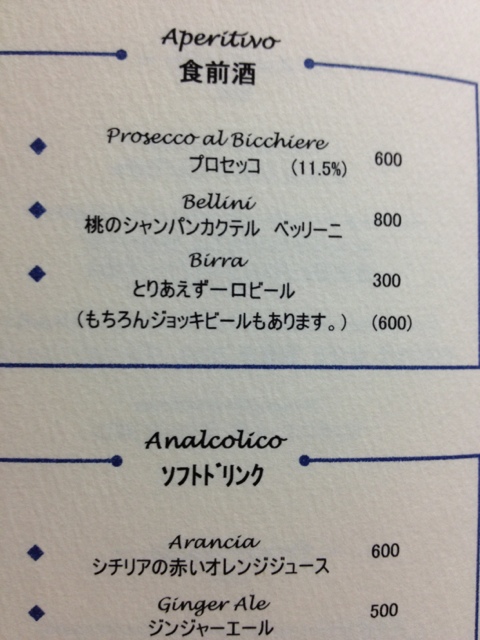 Aperitivo
食前酒
Prosecco al Bicchiere
プロセッコ (11.5%) 600
Bellini
桃のシャンパンカクテル ベッリーニ 800
Birra
とりあえず一口ビール 300
(もちろんジョッキビールもあります。) (600)
Analcolico
ソフトドリンク
Arancia
シチリアの赤いオレンジジュース 600
Ginger Ale
ジンジャーエール 500